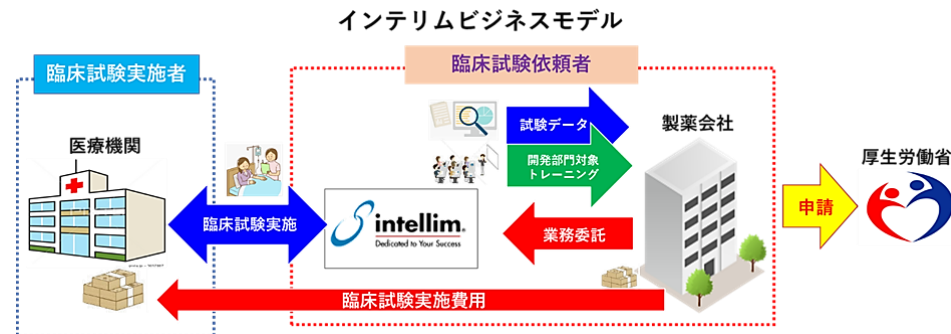 インテリムビジネスモデル
臨床試験実施者
臨床試験依頼者
医療機関
試験データ
開発部門対象
トレーニング
製薬会社
厚生労働省
臨床試験実施
intellim.
Dedicated to Your Success
業務委託
申請
臨床試験実施費用